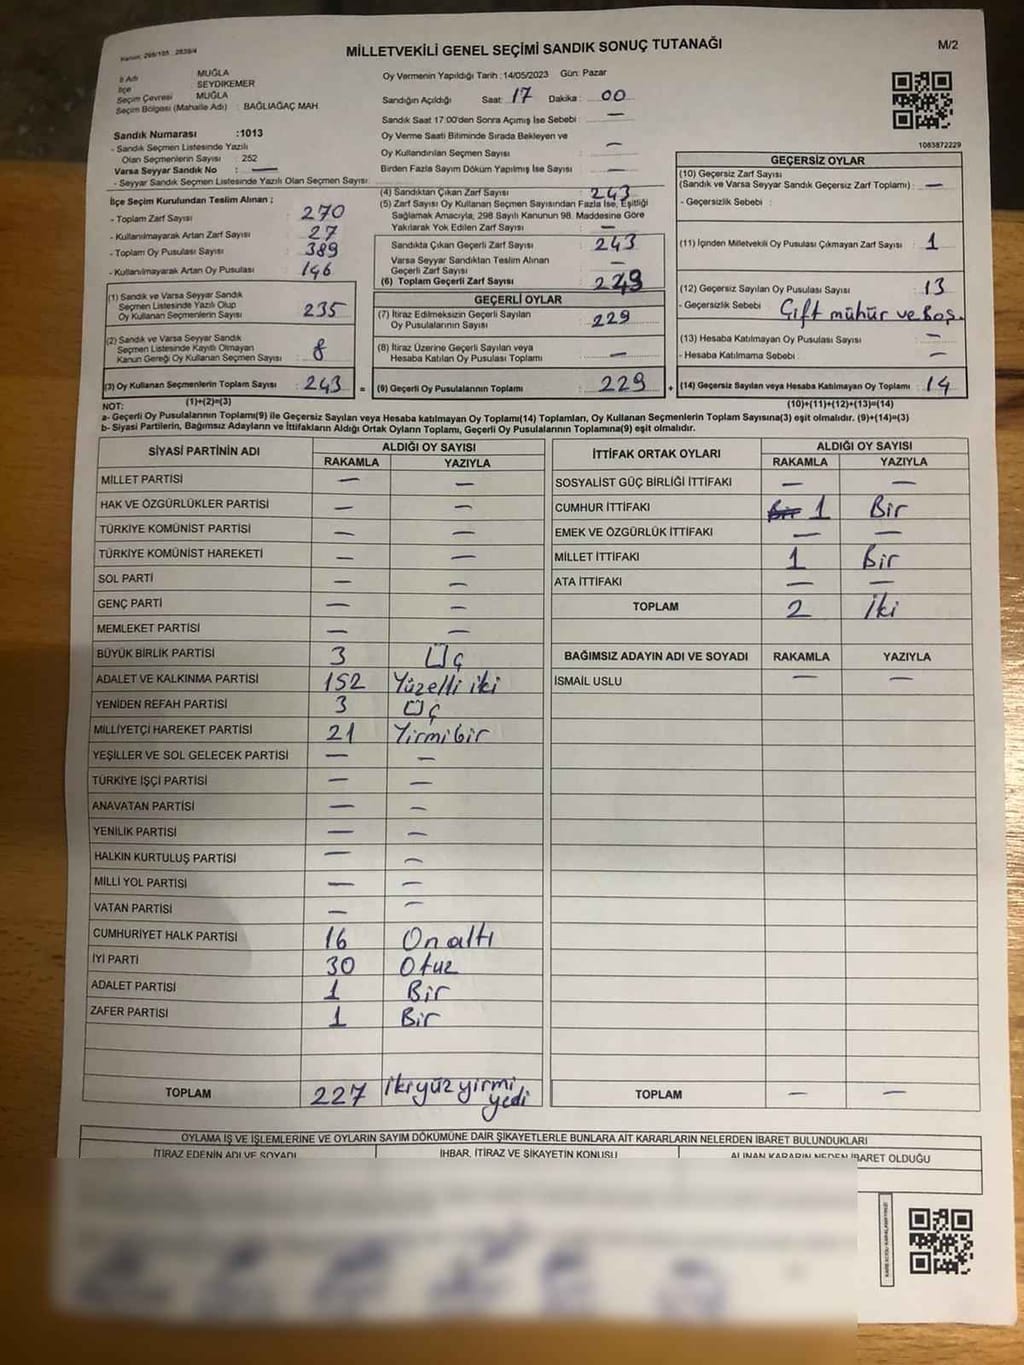 MİLLETVEKİLİ GENEL SEÇİMİ SANDIK SONUÇ TUTANAĞI
M/2
İl Adı MUĞLA
İlçe SEYDİKEMER
Seçim Çevresi MUĞLA
Seçim Bölgesi (Mahalle Adı) : BAĞLIAĞAÇ MAH
Oy Vermenin Yapıldığı Tarih :14/05/2023 Gün: Pazar
Sandığın Açıldığı Saat: 17 Dakika : 00
Sandık Saat 17:00'den Sonra Açımış İse Sebebi : —
Oy Verme Saati Bitiminde Sırada Bekleyen ve
Oy Kullandırılan Seçmen Sayısı : —
Birden Fazla Sayım Döküm Yapılmış İse Sayısı : —
1083872229
Sandık Numarası :1013
- Sandık Seçmen Listesinde Yazılı
Olan Seçmenlerin Sayısı : 252
Varsa Seyyar Sandık No : —
- Seyyar Sandık Seçmen Listesinde Yazılı Olan Seçmen Sayısı:
İlçe Seçim Kurulundan Teslim Alınan ;
- Toplam Zarf Sayısı : 270
- Kullanılmayarak Artan Zarf Sayısı : 27
- Toplam Oy Pusulası Sayısı : 389
- Kullanılmayarak Artan Oy Pusulası : 146
(1) Sandık ve Varsa Seyyar Sandık
Seçmen Listesinde Yazılı Olup
Oy Kullanan Seçmenlerin Sayısı : 235
(2) Sandık ve Varsa Seyyar Sandık
Seçmen Listesinde Kayıtlı Olmayan
Kanun Gereği Oy Kullanan Seçmen Sayısı : 8
(3) Oy Kullanan Seçmenlerin Toplam Sayısı : 243 =
(1)+(2)=(3)
(4) Sandıktan Çıkan Zarf Sayısı : 243
(5) Zarf Sayısı Oy Kullanan Seçmen Sayısından Fazla İse, Eşitliği
Sağlamak Amacıyla, 298 Sayılı Kanunun 98. Maddesine Göre
Yakılarak Yok Edilen Zarf Sayısı : —
Sandıkta Çıkan Geçerli Zarf Sayısı : 243
Varsa Seyyar Sandıktan Teslim Alınan
Geçerli Zarf Sayısı : —
(6) Toplam Geçerli Zarf Sayısı : 243
GEÇERLİ OYLAR
(7) İtiraz Edilmeksizin Geçerli Sayılan
Oy Pusulalarının Sayısı : 229
(8) İtiraz Üzerine Geçerli Sayılan veya
Hesaba Katılan Oy Pusulası Toplamı : —
(9) Geçerli Oy Pusulalarının Toplamı : 229 +
GEÇERSİZ OYLAR
(10) Geçersiz Zarf Sayısı
(Sandık ve Varsa Seyyar Sandık Geçersiz Zarf Toplamı) : —
- Geçersizlik Sebebi :
(11) İçinden Milletvekili Oy Pusulası Çıkmayan Zarf Sayısı : 1
(12) Geçersiz Sayılan Oy Pusulası Sayısı : 13
- Geçersizlik Sebebi : Çift mühür ve Boş.
(13) Hesaba Katılmayan Oy Pusulası Sayısı : —
- Hesaba Katılmama Sebebi : —
(14) Geçersiz Sayılan veya Hesaba Katılmayan Oy Toplamı : 14
(10)+(11)+(12)+(13)=(14)
NOT:
a- Geçerli Oy Pusulalarının Toplamı(9) ile Geçersiz Sayılan veya Hesaba katılmayan Oy Toplamı(14) Toplamları, Oy Kullanan Seçmenlerin Toplam Sayısına(3) eşit olmalıdır. (9)+(14)=(3)
b- Siyasi Partilerin, Bağımsız Adayların ve İttifakların Aldığı Ortak Oyların Toplamı, Geçerli Oy Pusulalarının Toplamına(9) eşit olmalıdır.
SİYASİ PARTİNİN ADI ALDIĞI OY SAYISI
RAKAMLA YAZIYLA
MİLLET PARTİSİ — —
HAK VE ÖZGÜRLÜKLER PARTİSİ — —
TÜRKİYE KOMÜNİST PARTİSİ — —
TÜRKİYE KOMÜNİST HAREKETİ — —
SOL PARTİ — —
GENÇ PARTİ — —
MEMLEKET PARTİSİ — —
BÜYÜK BİRLİK PARTİSİ 3 Üç
ADALET VE KALKINMA PARTİSİ 152 Yüzelli iki
YENİDEN REFAH PARTİSİ 3 Üç
MİLLİYETÇİ HAREKET PARTİSİ 21 Yirmibir
YEŞİLLER VE SOL GELECEK PARTİSİ — —
TÜRKİYE İŞÇİ PARTİSİ — —
ANAVATAN PARTİSİ — —
YENİLİK PARTİSİ — —
HALKIN KURTULUŞ PARTİSİ — —
MİLLİ YOL PARTİSİ — —
VATAN PARTİSİ — —
CUMHURİYET HALK PARTİSİ 16 On altı
İYİ PARTİ 30 Otuz
ADALET PARTİSİ 1 Bir
ZAFER PARTİSİ 1 Bir
TOPLAM 227 İkiyüz yirmi
yedi
İTTİFAK ORTAK OYLARI ALDIĞI OY SAYISI
RAKAMLA YAZIYLA
SOSYALİST GÜÇ BİRLİĞİ İTTİFAKI — —
CUMHUR İTTİFAKI Bir 1 Bir
EMEK VE ÖZGÜRLÜK İTTİFAKI — —
MİLLET İTTİFAKI 1 Bir
ATA İTTİFAKI — —
TOPLAM 2 İki
BAĞIMSIZ ADAYIN ADI VE SOYADI RAKAMLA YAZIYLA
İSMAİL USLU — —
TOPLAM — —
OYLAMA İŞ VE İŞLEMLERİNE VE OYLARIN SAYIM DÖKÜMÜNE DAİR ŞİKAYETLERLE BUNLARA AİT KARARLARIN NELERDEN İBARET BULUNDUKLARI
İTİRAZ EDENİN ADI VE SOYADI İHBAR, İTİRAZ VE ŞİKAYETİN KONUSU ALINAN KARARIN NEDEN İBARET OLDUĞU